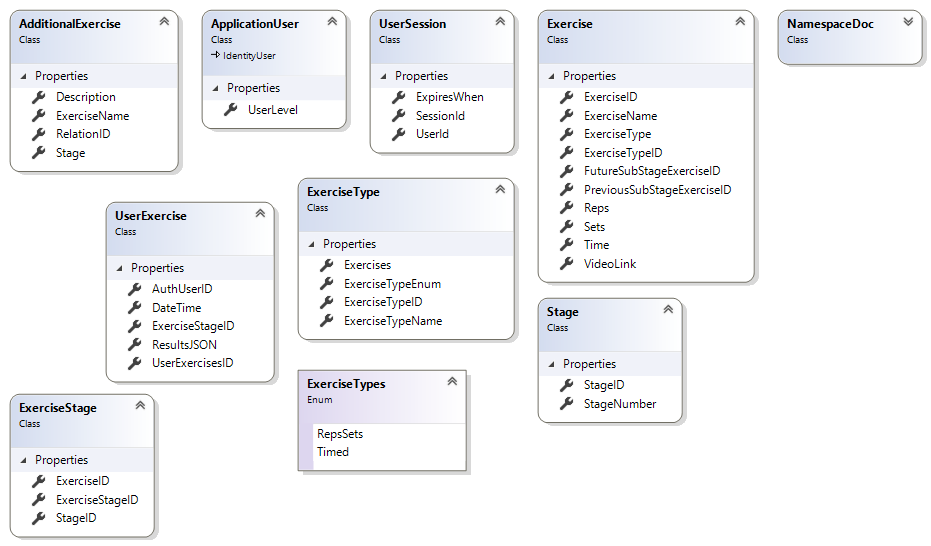 AdditionalExercise
Class
Properties
Description
ExerciseName
RelationID
Stage
ApplicationUser
Class
IdentityUser
Properties
UserLevel
UserSession
Class
Properties
ExpiresWhen
SessionId
UserId
Exercise
Class
Properties
ExerciseID
ExerciseName
ExerciseType
ExerciseTypeID
FutureSubStageExerciseID
PreviousSubStageExerciseID
Reps
Sets
Time
VideoLink
NamespaceDoc
Class
UserExercise
Class
Properties
AuthUserID
DateTime
ExerciseStageID
ResultsJSON
UserExercisesID
ExerciseType
Class
Properties
Exercises
ExerciseTypeEnum
ExerciseTypeID
ExerciseTypeName
Stage
Class
Properties
StageID
StageNumber
ExerciseTypes
Enum
RepsSets
Timed
ExerciseStage
Class
Properties
ExerciseID
ExerciseStageID
StageID